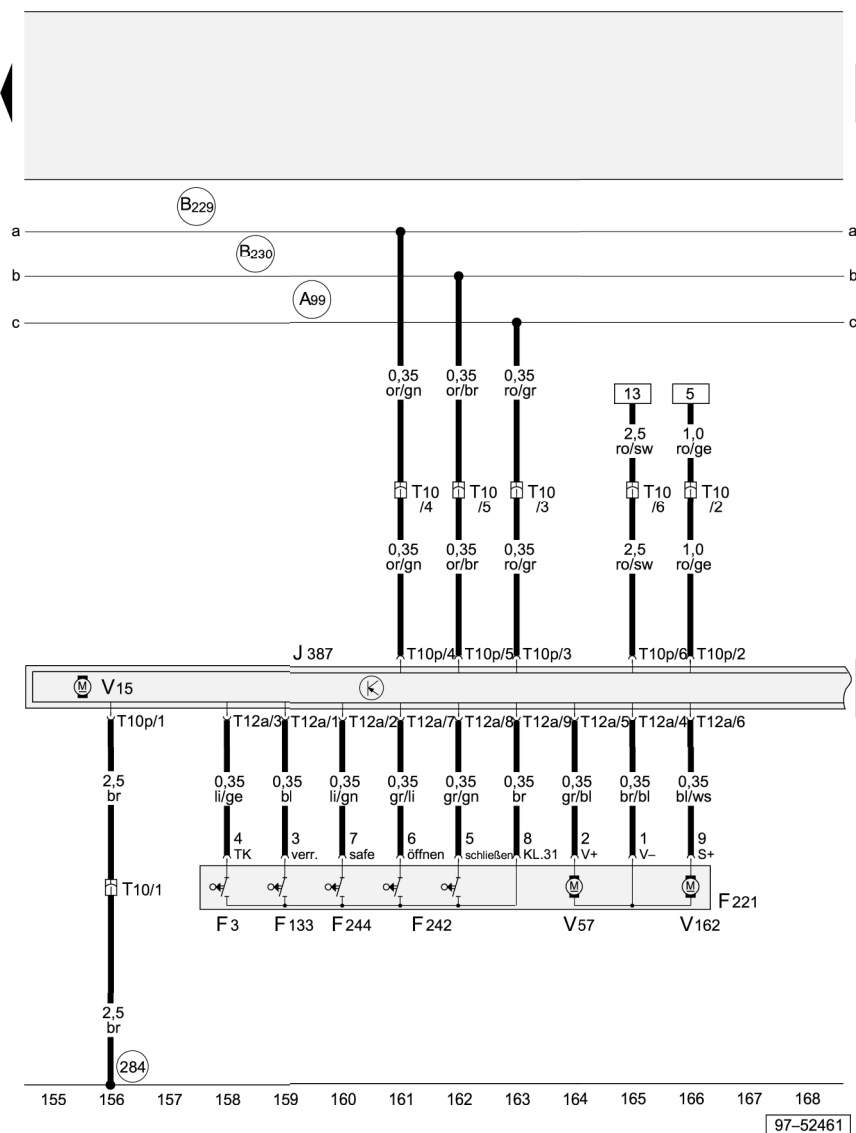 B229
a a
B230
b b
A99
c c
0,35 0,35 0,35
or/gn or/br ro/gr
13 5
2,5 1,0
ro/sw ro/ge
T10 T10 T10 T10 T10
/4 /5 /3 /6 /2
0,35 0,35 0,35 2,5 1,0
or/gn or/br ro/gr ro/sw ro/ge
J 387 T10p/4 T10p/5 T10p/3 T10p/6 T10p/2
M V15
T10p/1 T12a/3 T12a/1 T12a/2 T12a/7 T12a/8 T12a/9 T12a/5 T12a/4 T12a/6
2,5 0,35 0,35 0,35 0,35 0,35 0,35 0,35 0,35 0,35
br li/ge bl li/gn gr/li gr/gn br gr/bl br/bl bl/ws
4 3 7 6 5 8 2 1 9
TK verr. safe öffnen schließen KL.31 V+ V– S+
T10/1 M M
F221
F3 F133 F244 F242 V57 V162
2,5
br
284
155 156 157 158 159 160 161 162 163 164 165 166 167 168
97–52461